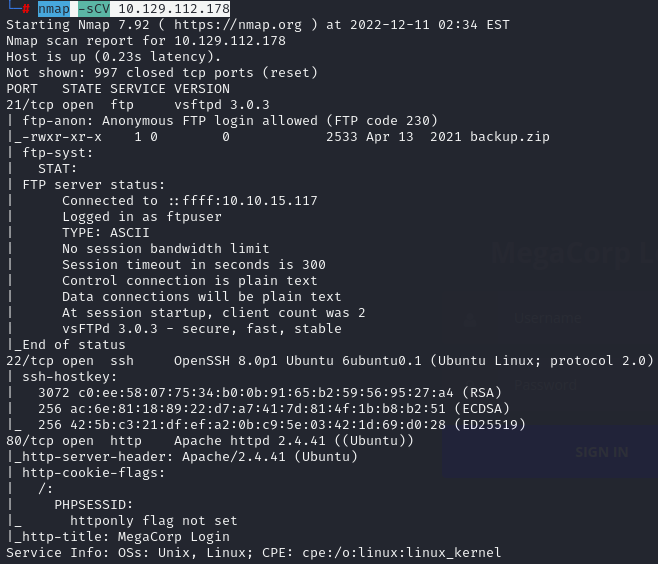 └─# nmap -sCV 10.129.112.178
Starting Nmap 7.92 ( https://nmap.org ) at 2022-12-11 02:34 EST
Nmap scan report for 10.129.112.178
Host is up (0.23s latency).
Not shown: 997 closed tcp ports (reset)
PORT   STATE SERVICE VERSION
21/tcp open  ftp     vsftpd 3.0.3
| ftp-anon: Anonymous FTP login allowed (FTP code 230)
|_-rwxr-xr-x    1 0        0            2533 Apr 13  2021 backup.zip
| ftp-syst:
|   STAT:
| FTP server status:
|      Connected to ::ffff:10.10.15.117
|      Logged in as ftpuser
|      TYPE: ASCII
|      No session bandwidth limit
|      Session timeout in seconds is 300
|      Control connection is plain text
|      Data connections will be plain text
|      At session startup, client count was 2
|      vsFTPd 3.0.3 - secure, fast, stable
|_End of status
22/tcp open  ssh     OpenSSH 8.0p1 Ubuntu 6ubuntu0.1 (Ubuntu Linux; protocol 2.0)
| ssh-hostkey:
|   3072 c0:ee:58:07:75:34:b0:0b:91:65:b2:59:56:95:27:a4 (RSA)
|   256 ac:6e:81:18:89:22:d7:a7:41:7d:81:4f:1b:b8:b2:51 (ECDSA)
|_  256 42:5b:c3:21:df:ef:a2:0b:c9:5e:03:42:1d:69:d0:28 (ED25519)
80/tcp open  http    Apache httpd 2.4.41 ((Ubuntu))
|_http-server-header: Apache/2.4.41 (Ubuntu)
| http-cookie-flags:
|   /:
|     PHPSESSID:
|_      httponly flag not set
|_http-title: MegaCorp Login
Service Info: OSs: Unix, Linux; CPE: cpe:/o:linux:linux_kernel
MegaCorp L
SIGN IN